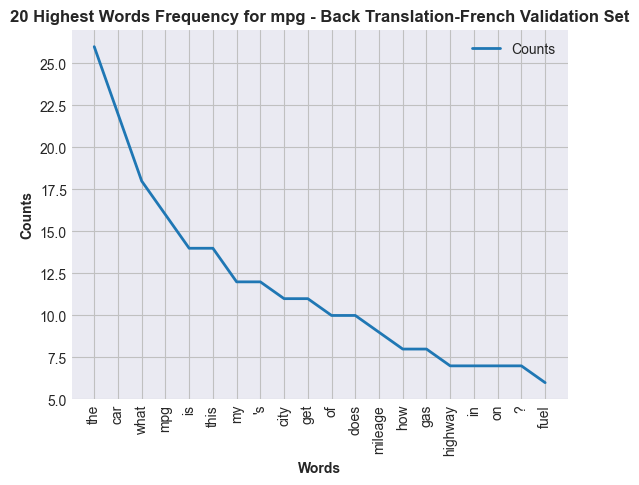 20 Highest Words Frequency for mpg - Back Translation-French Validation Set
Counts
25.0
22.5
20.0
17.5
15.0
12.5
10.0
7.5
5.0
Counts
the
car
what
mpg
is
this
my
's
city
get
of
does
mileage
how
gas
highway
in
on
?
fuel
Words